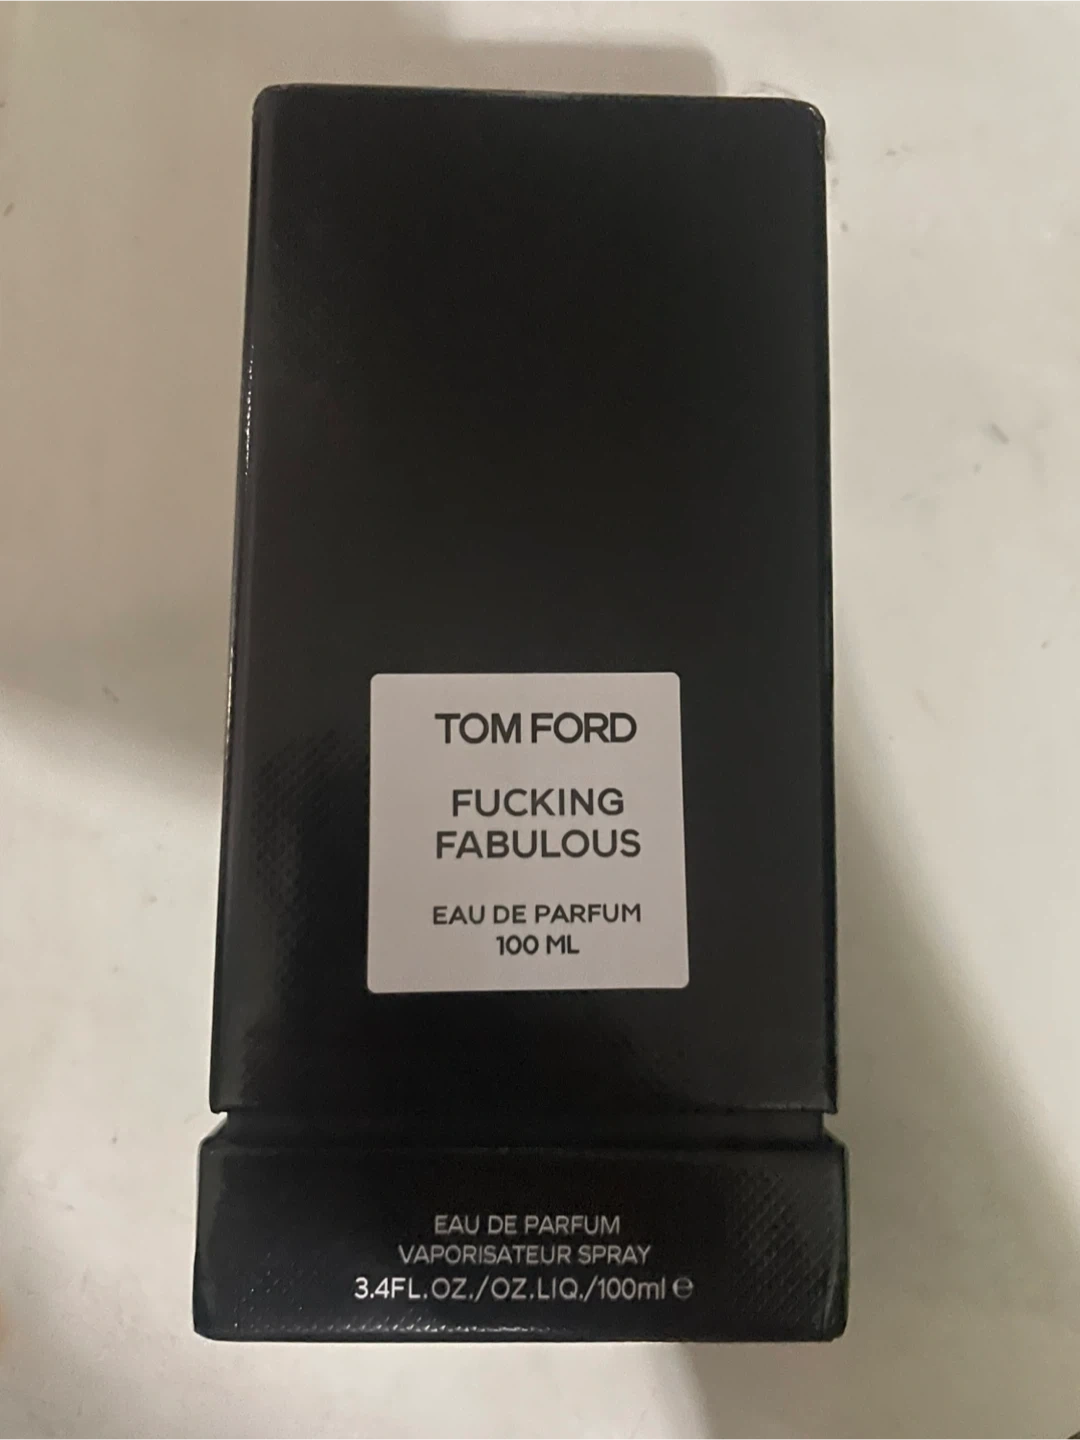 TOM FORD
FUCKING
FABULOUS
EAU DE PARFUM
100 ML
EAU DE PARFUM
VAPORISATEUR SPRAY
3.4FL.OZ./OZ.LIQ./100ml ℮